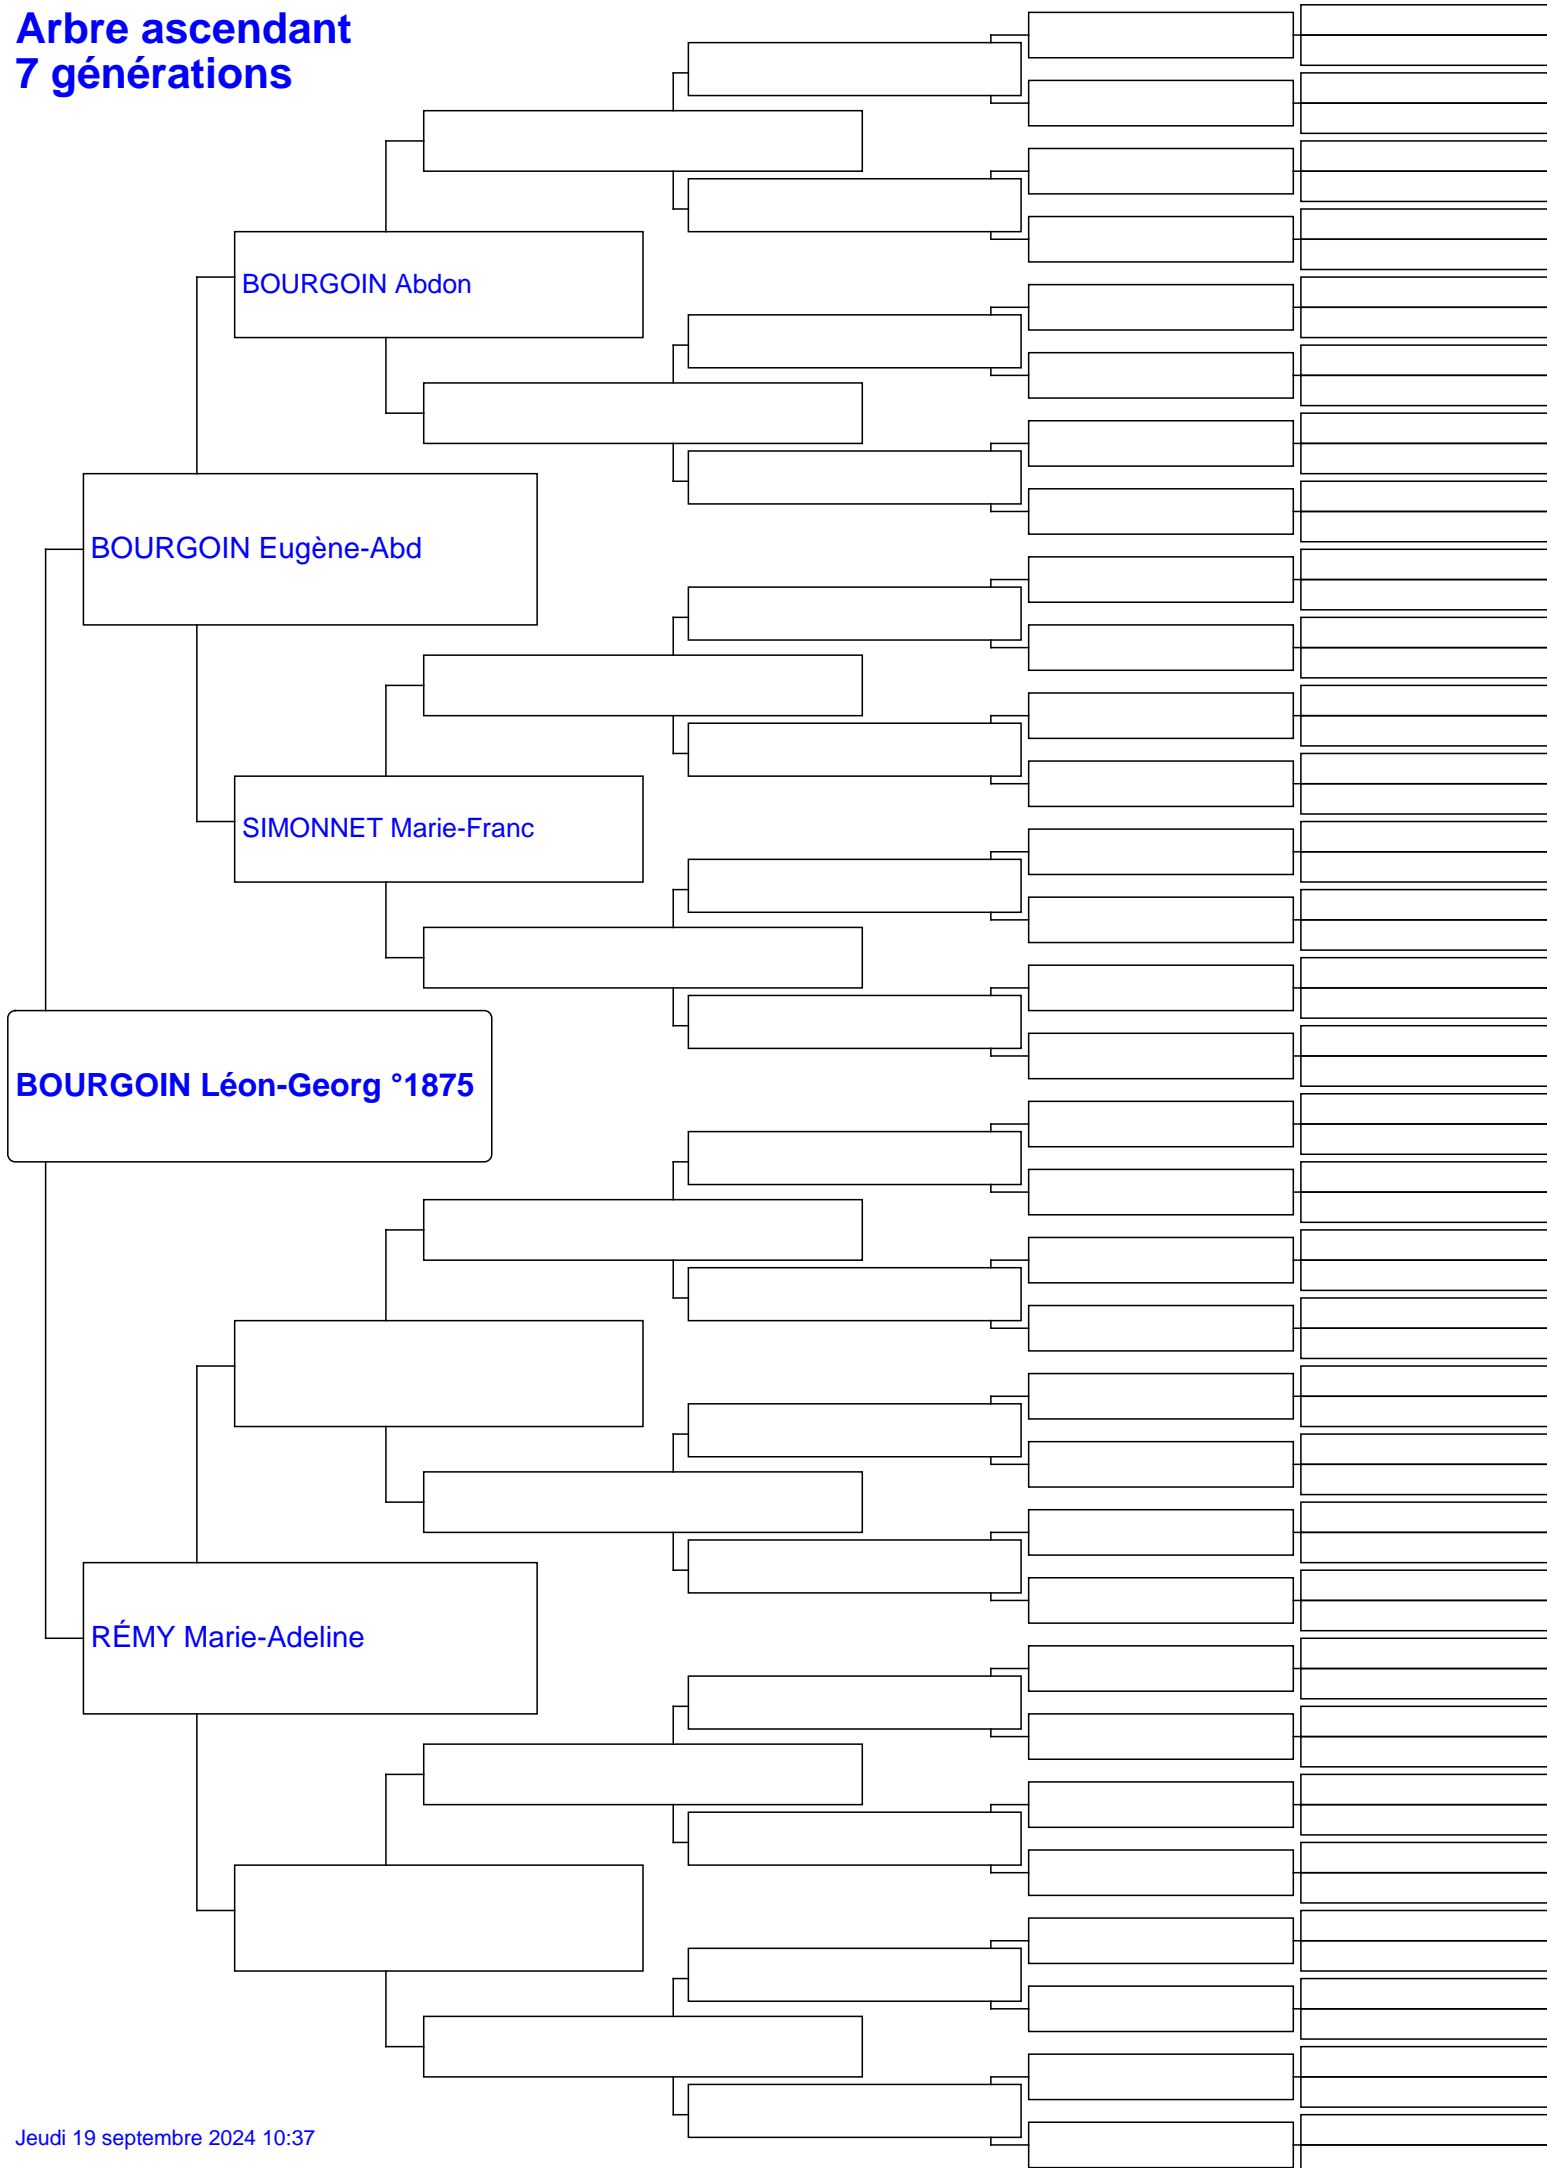 Arbre ascendant
7 générations
BOURGOIN Abdon
BOURGOIN Eugène-Abd
SIMONNET Marie-Franc
BOURGOIN Léon-Georg °1875
RÉMY Marie-Adeline
Jeudi 19 septembre 2024 10:37